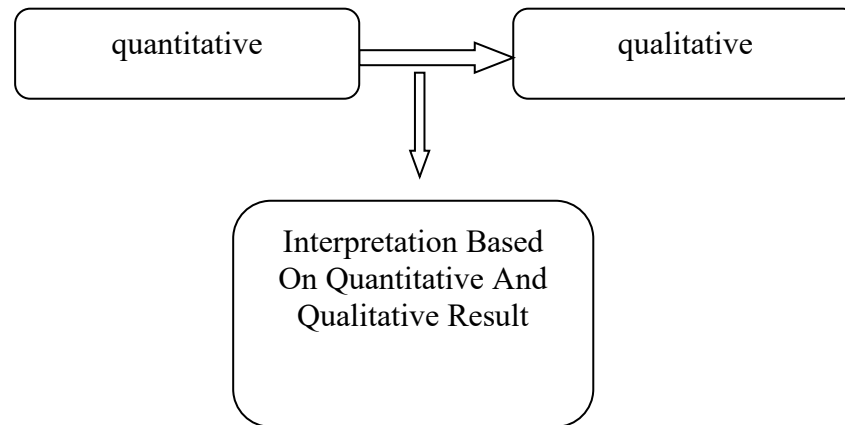 quantitative
qualitative
Interpretation Based
On Quantitative And
Qualitative Result